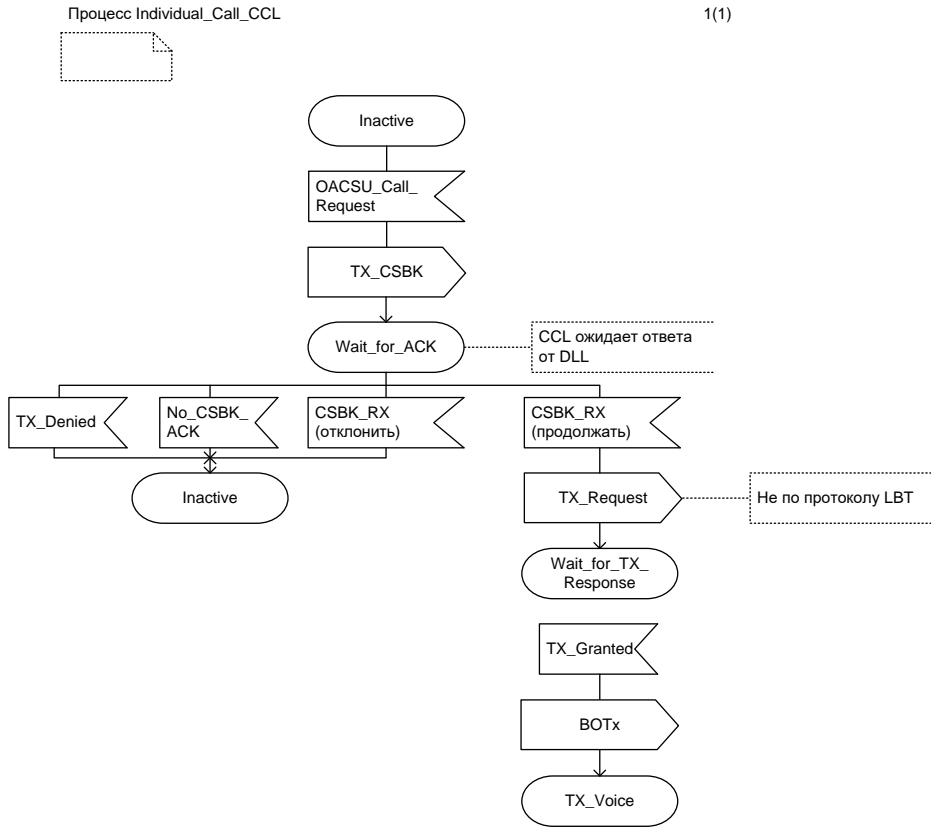 Процесс Individual_Call_CCL
1(1)
Inactive
OACSU_Call_
Request
TX_CSBK
Wait_for_ACK
CCL ожидает ответа
от DLL
TX_Denied
No_CSBK_
ACK
CSBK_RX
(отклонить)
CSBK_RX
(продолжать)
Inactive
TX_Request
Не по протоколу LBT
Wait_for_TX_
Response
TX_Granted
BOTx
TX_Voice